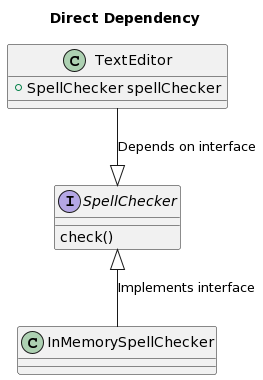 Direct Dependency
C TextEditor
SpellChecker spellChecker
Depends on interface
I SpellChecker
check()
Implements interface
C InMemorySpellChecker